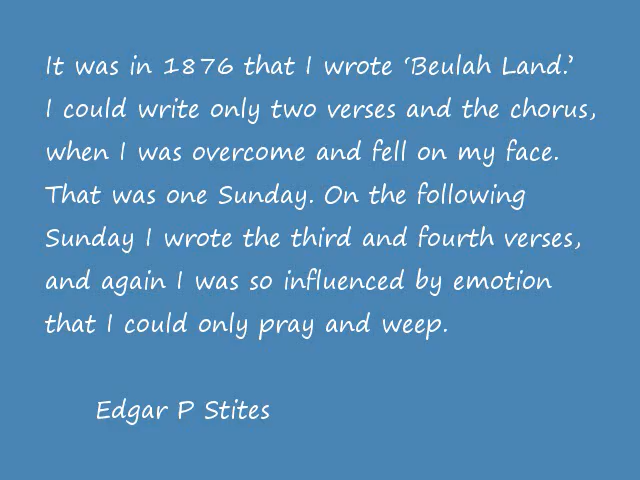 It was in 1876 that I wrote ‘Beulah Land.’
I could write only two verses and the chorus,
when I was overcome and fell on my face.
That was one Sunday. On the following
Sunday I wrote the third and fourth verses,
and again I was so influenced by emotion
that I could only pray and weep.
Edgar P Stites